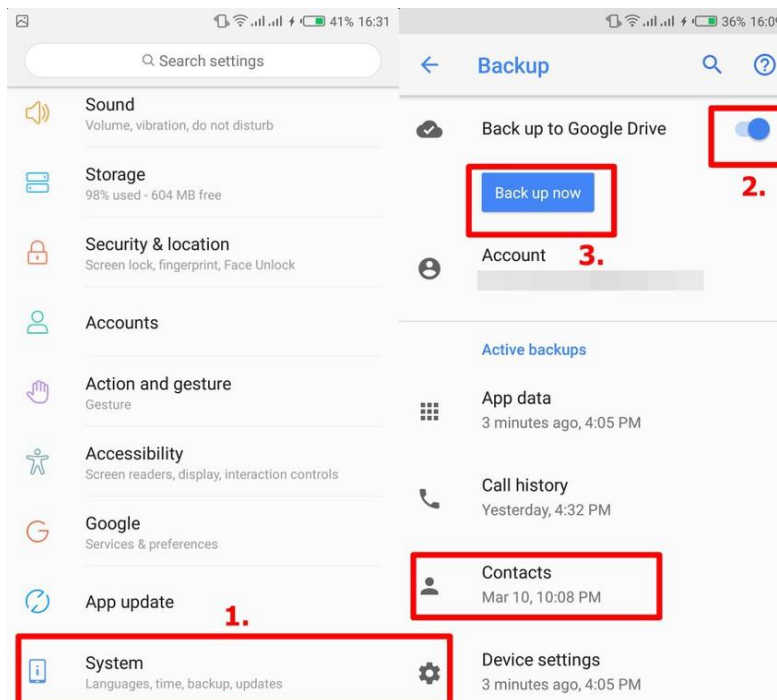 41% 16:31
Search settings
Sound
Volume, vibration, do not disturb
Storage
98% used - 604 MB free
Security & location
Screen lock, fingerprint, Face Unlock
Accounts
Action and gesture
Gesture
Accessibility
Screen readers, display, interaction controls
Google
Services & preferences
App update
1.
System
Languages, time, backup, updates
36% 16:09
Backup
Back up to Google Drive
2.
Back up now
3.
Account
Active backups
App data
3 minutes ago, 4:05 PM
Call history
Yesterday, 4:32 PM
Contacts
Mar 10, 10:08 PM
Device settings
3 minutes ago, 4:05 PM